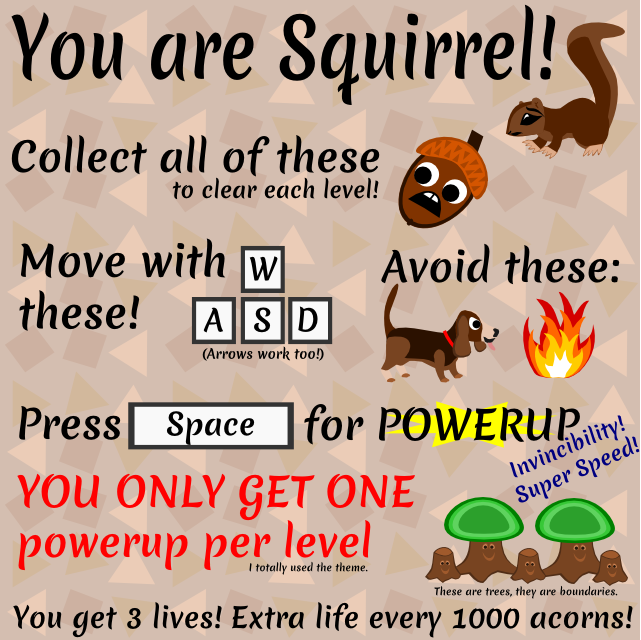 You are Squirrel!
Collect all of these
to clear each level!
Move with
these!
W
A S D
(Arrows work too!)
Avoid these:
Press Space for POWERUP
Invincibility!
Super Speed!
YOU ONLY GET ONE
powerup per level
I totally used the theme.
These are trees, they are boundaries.
You get 3 lives! Extra life every 1000 acorns!